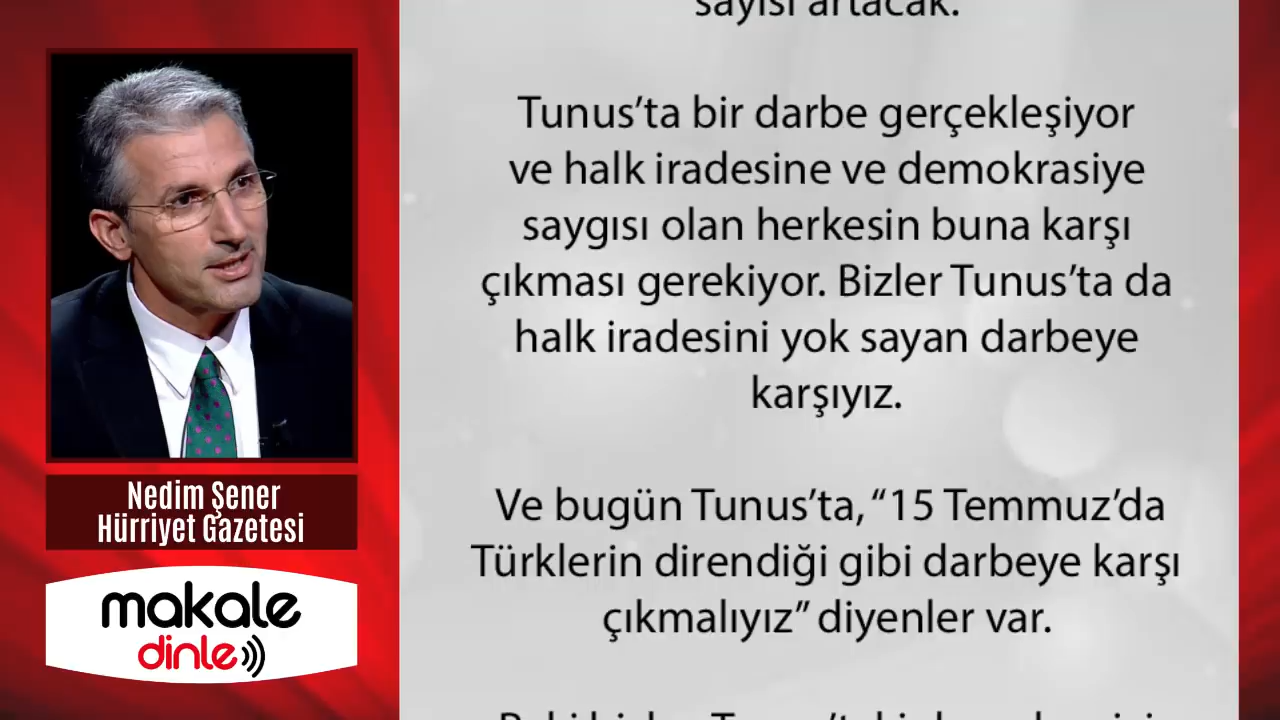 sayısı artacak.
Tunus’ta bir darbe gerçekleşiyor
ve halk iradesine ve demokrasiye
saygısı olan herkesin buna karşı
çıkması gerekiyor. Bizler Tunus’ta da
halk iradesini yok sayan darbeye
karşıyız.
Ve bugün Tunus’ta, “15 Temmuz’da
Türklerin direndiği gibi darbeye karşı
çıkmalıyız” diyenler var.
Nedim Şener
Hürriyet Gazetesi
makale
dinle